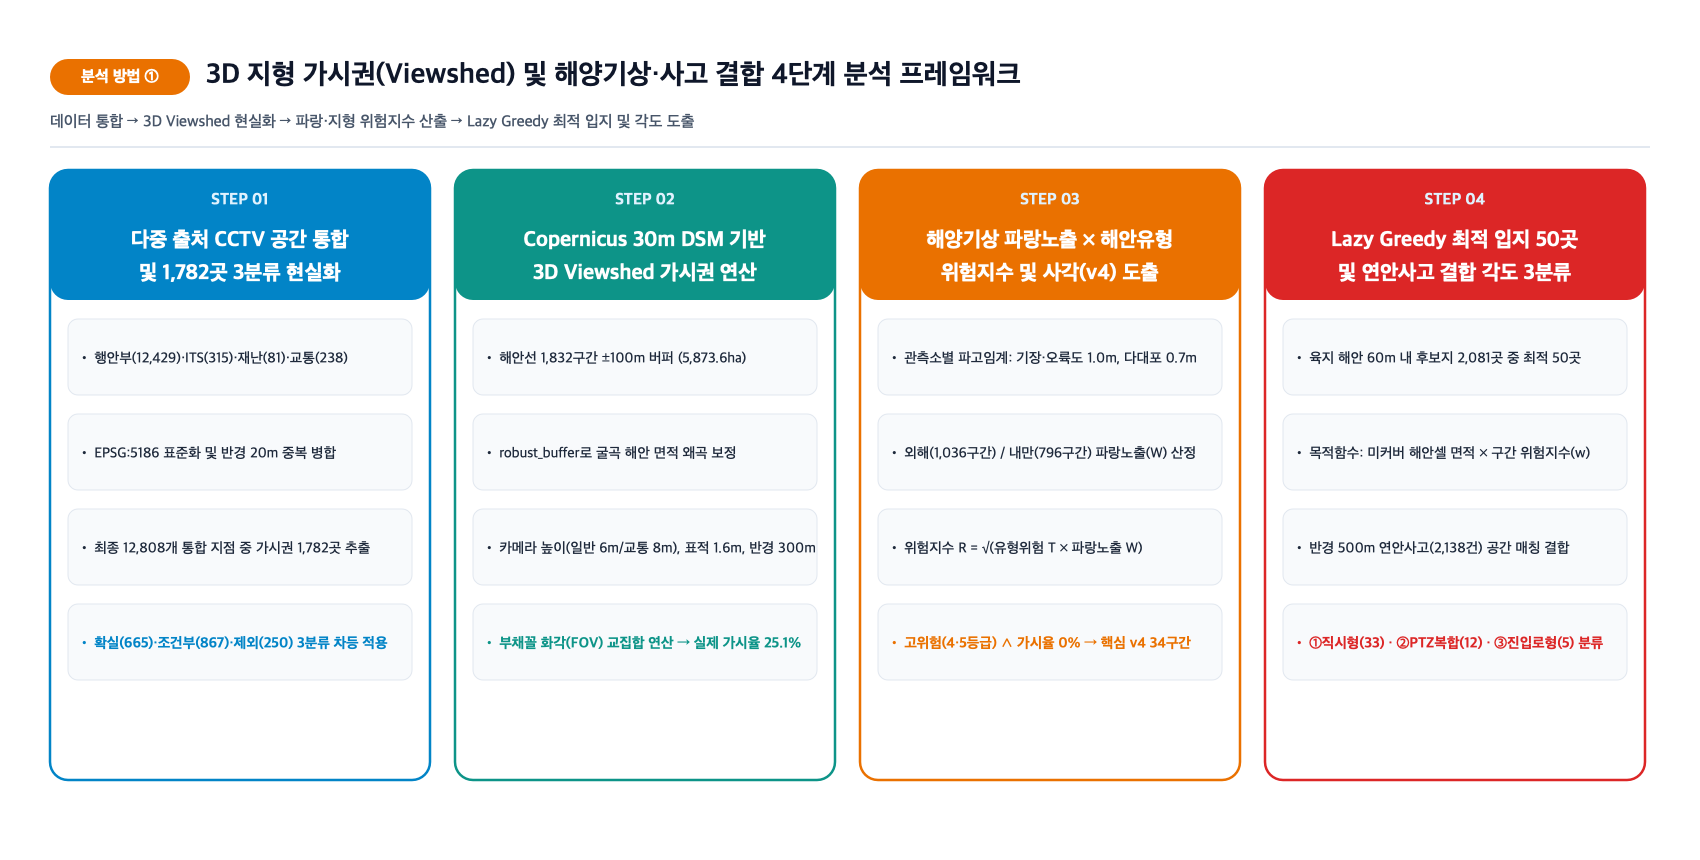 분석 방법 ①
3D 지형 가시권(Viewshed) 및 해양기상·사고 결합 4단계 분석 프레임워크
데이터 통합 → 3D Viewshed 현실화 → 파랑·지형 위험지수 산출 → Lazy Greedy 최적 입지 및 각도 도출
STEP 01
다중 출처 CCTV 공간 통합
및 1,782곳 3분류 현실화
• 행안부(12,429)·ITS(315)·재난(81)·교통(238)
• EPSG:5186 표준화 및 반경 20m 중복 병합
• 최종 12,808개 통합 지점 중 가시권 1,782곳 추출
• 확실(665)·조건부(867)·제외(250) 3분류 차등 적용
STEP 02
Copernicus 30m DSM 기반
3D Viewshed 가시권 연산
• 해안선 1,832구간 ±100m 버퍼 (5,873.6ha)
• robust_buffer로 굴곡 해안 면적 왜곡 보정
• 카메라 높이(일반 6m/교통 8m), 표적 1.6m, 반경 300m
• 부채꼴 화각(FOV) 교집합 연산 → 실제 가시율 25.1%
STEP 03
해양기상 파랑노출 × 해안유형
위험지수 및 사각(v4) 도출
• 관측소별 파고임계: 기장·오륙도 1.0m, 다대포 0.7m
• 외해(1,036구간) / 내만(796구간) 파랑노출(W) 산정
• 위험지수 R = √(유형위험 T × 파랑노출 W)
• 고위험(4·5등급) ∧ 가시율 0% → 핵심 v4 34구간
STEP 04
Lazy Greedy 최적 입지 50곳
및 연안사고 결합 각도 3분류
• 육지 해안 60m 내 후보지 2,081곳 중 최적 50곳
• 목적함수: 미커버 해안셀 면적 × 구간 위험지수(w)
• 반경 500m 연안사고(2,138건) 공간 매칭 결합
• ①직시형(33) · ②PTZ복합(12) · ③진입로형(5) 분류